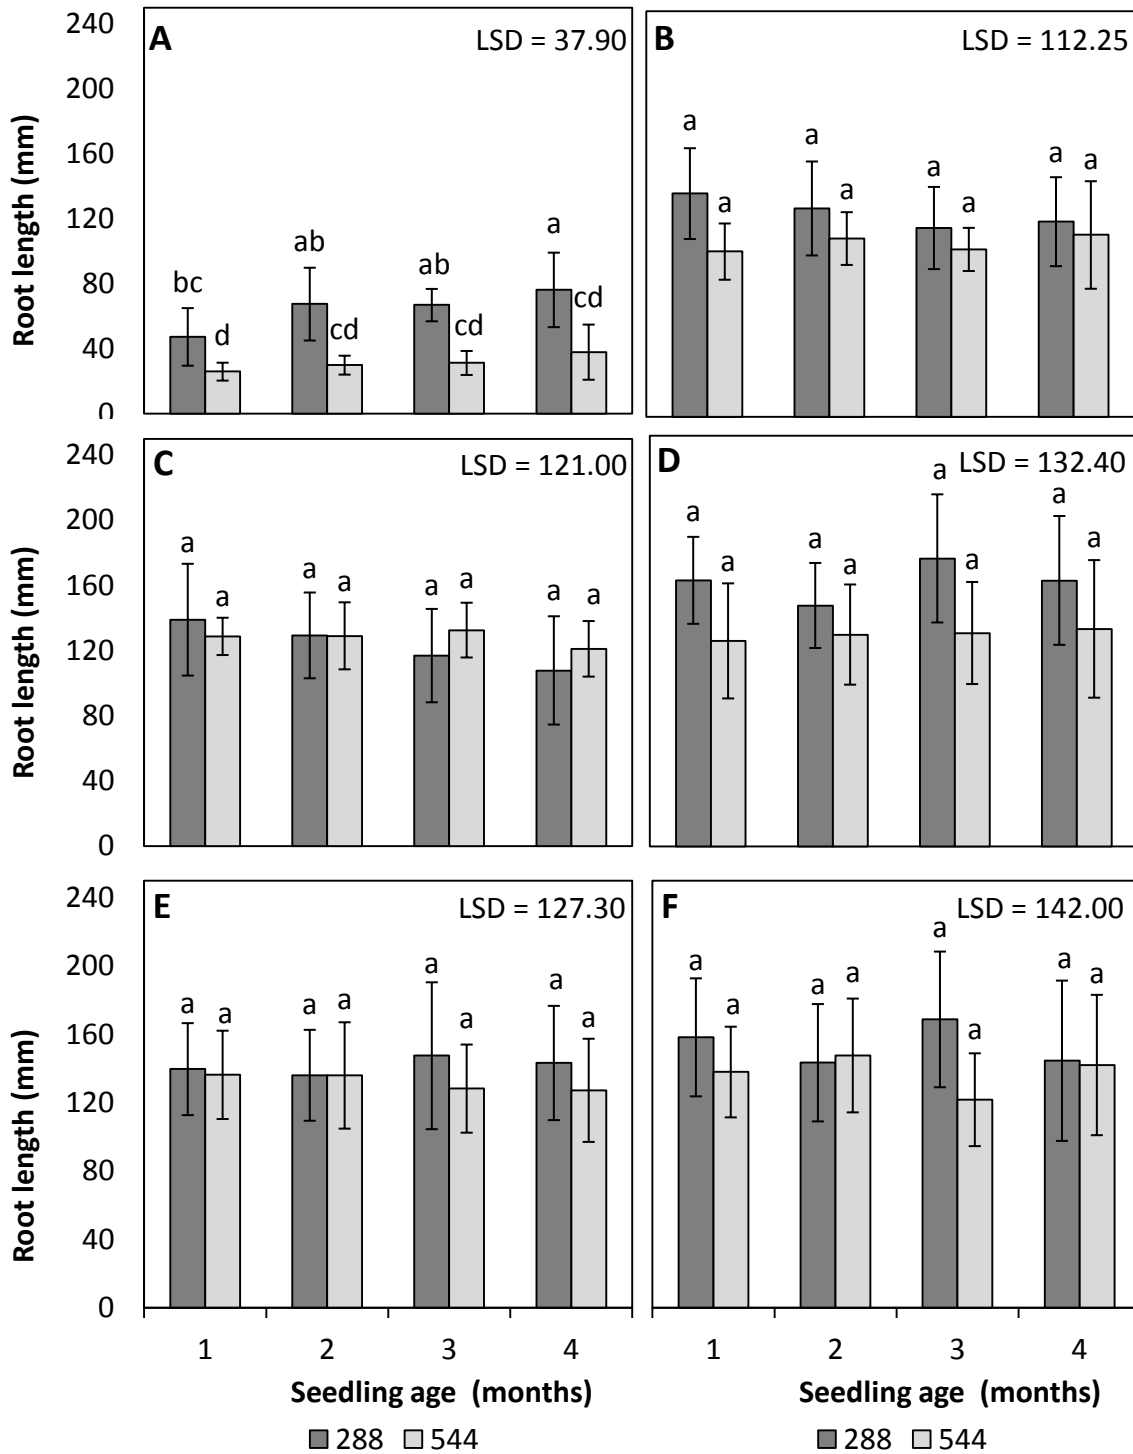 A LSD = 37.90
B LSD = 112.25
240
200
160
120
80
40
0
Root length (mm)
bc d ab cd ab cd a cd
a a a a a a a a
C LSD = 121.00
D LSD = 132.40
240
200
160
120
80
40
0
Root length (mm)
a a a a a a a a
a a a a a a a a
E LSD = 127.30
F LSD = 142.00
240
200
160
120
80
40
0
Root length (mm)
a a a a a a a a
a a a a a a a a
1 2 3 4
1 2 3 4
Seedling age (months)
Seedling age (months)
288 544
288 544